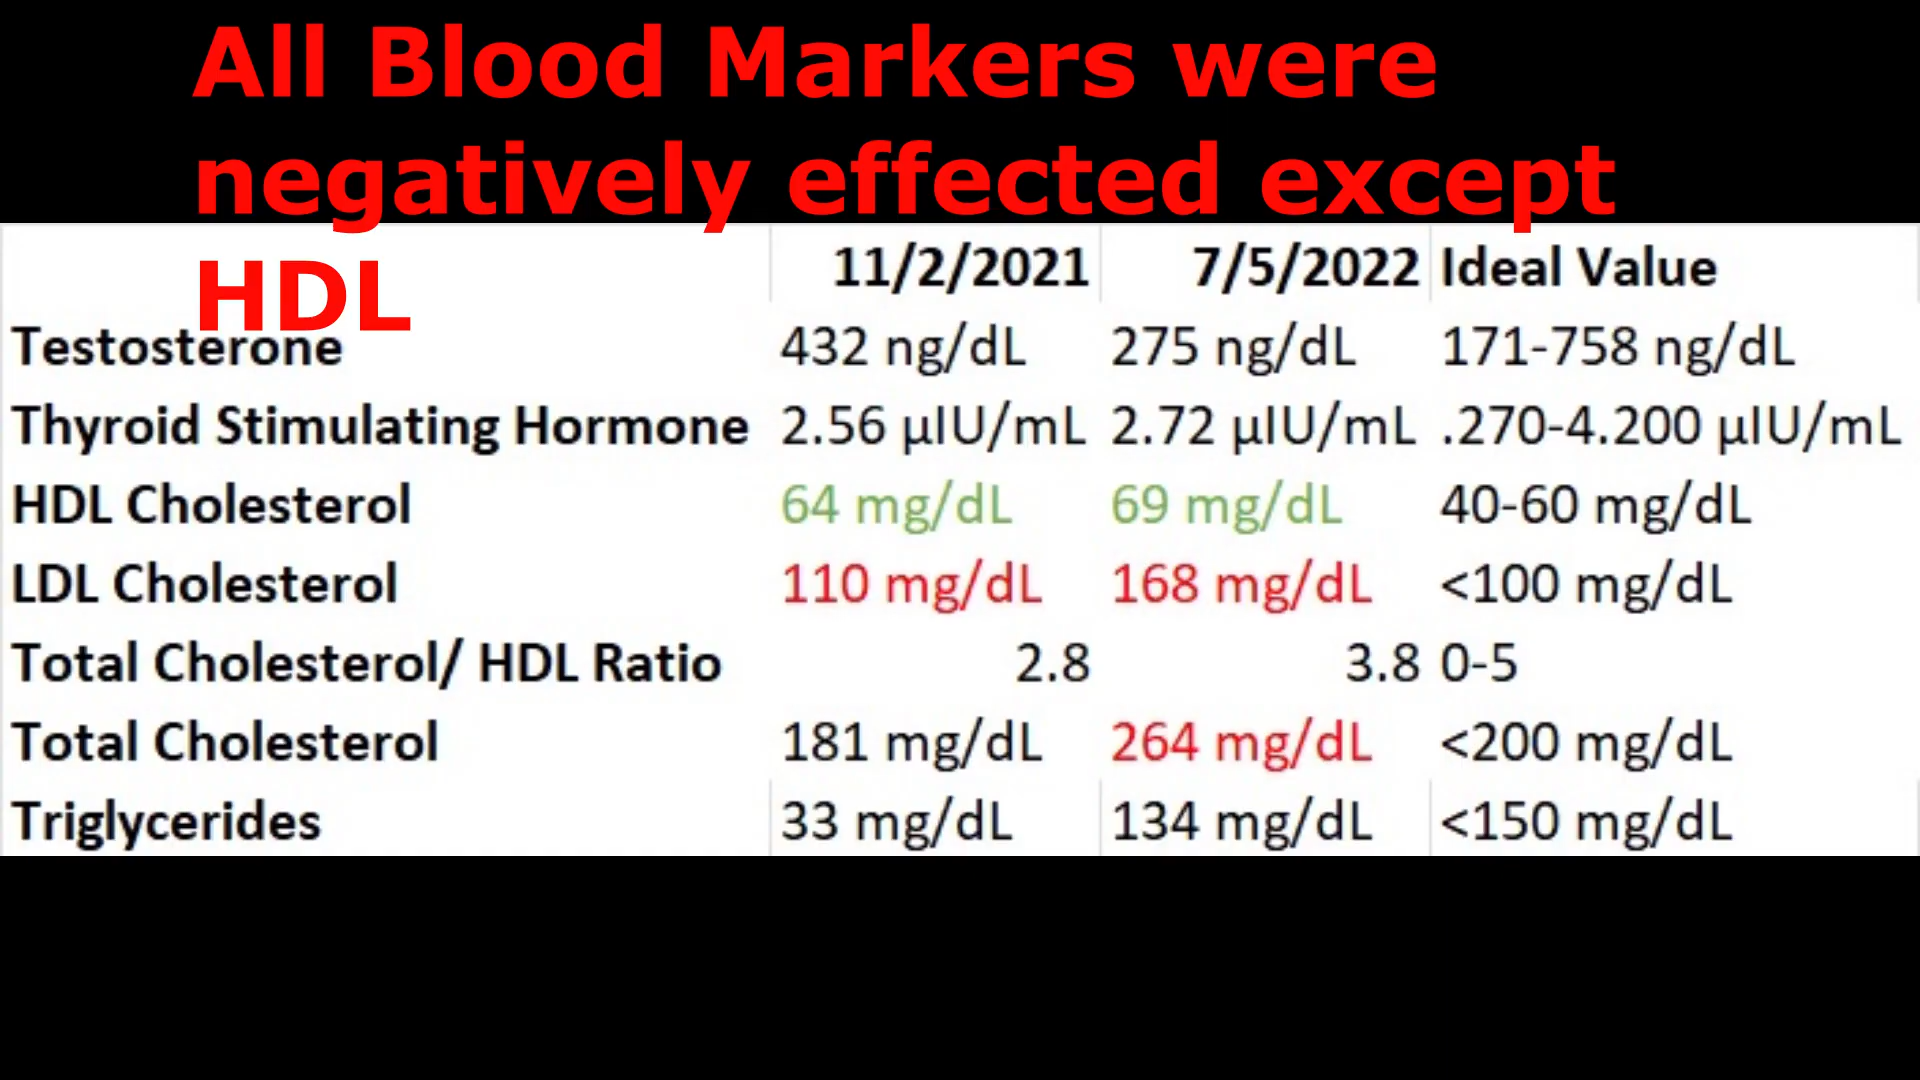 All Blood Markers were
negatively effected except
HDL
11/2/2021 7/5/2022 Ideal Value
Testosterone 432 ng/dL 275 ng/dL 171-758 ng/dL
Thyroid Stimulating Hormone 2.56 µIU/mL 2.72 µIU/mL .270-4.200 µIU/mL
HDL Cholesterol 64 mg/dL 69 mg/dL 40-60 mg/dL
LDL Cholesterol 110 mg/dL 168 mg/dL <100 mg/dL
Total Cholesterol/ HDL Ratio 2.8 3.8 0-5
Total Cholesterol 181 mg/dL 264 mg/dL <200 mg/dL
Triglycerides 33 mg/dL 134 mg/dL <150 mg/dL